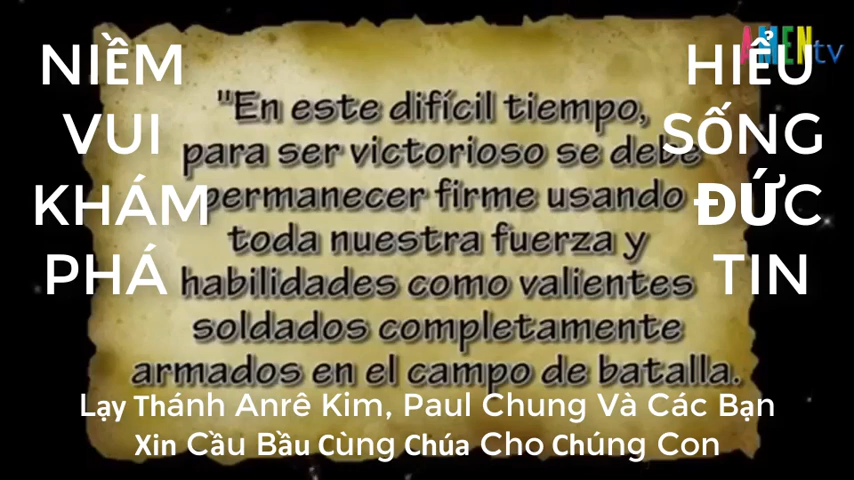 NIỀM
VUI
KHÁM
PHÁ
AMENtv
HIỂU
SỐNG
ĐỨC
TIN
"En este difícil tiempo,
para ser victorioso se debe
permanecer firme usando
toda nuestra fuerza y
habilidades como valientes
soldados completamente
armados en el campo de batalla.
Lạy Thánh Anrê Kim, Paul Chung Và Các Bạn
Xin Cầu Bầu Cùng Chúa Cho Chúng Con